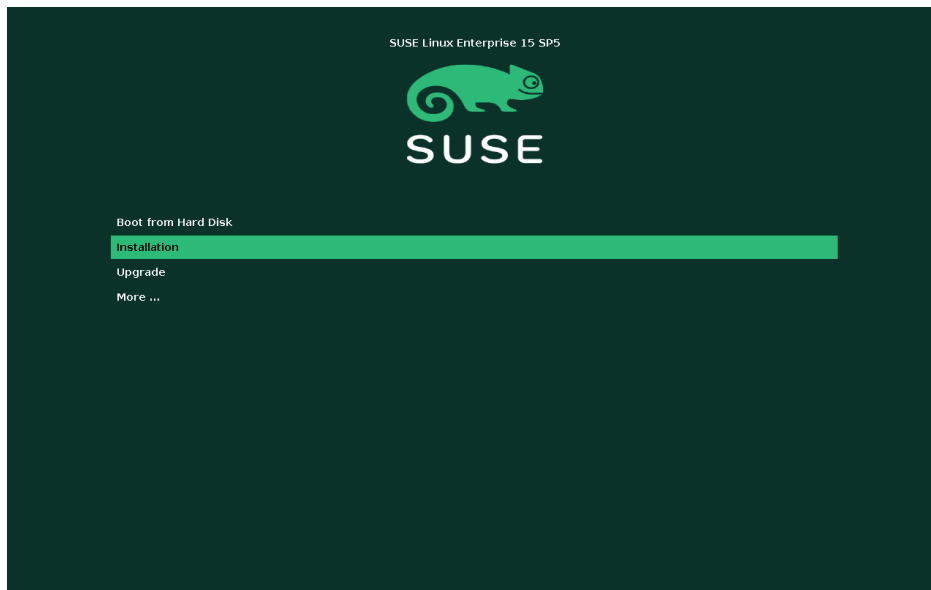 SUSE Linux Enterprise 15 SP5
SUSE
Boot from Hard Disk
Installation
Upgrade
More ...